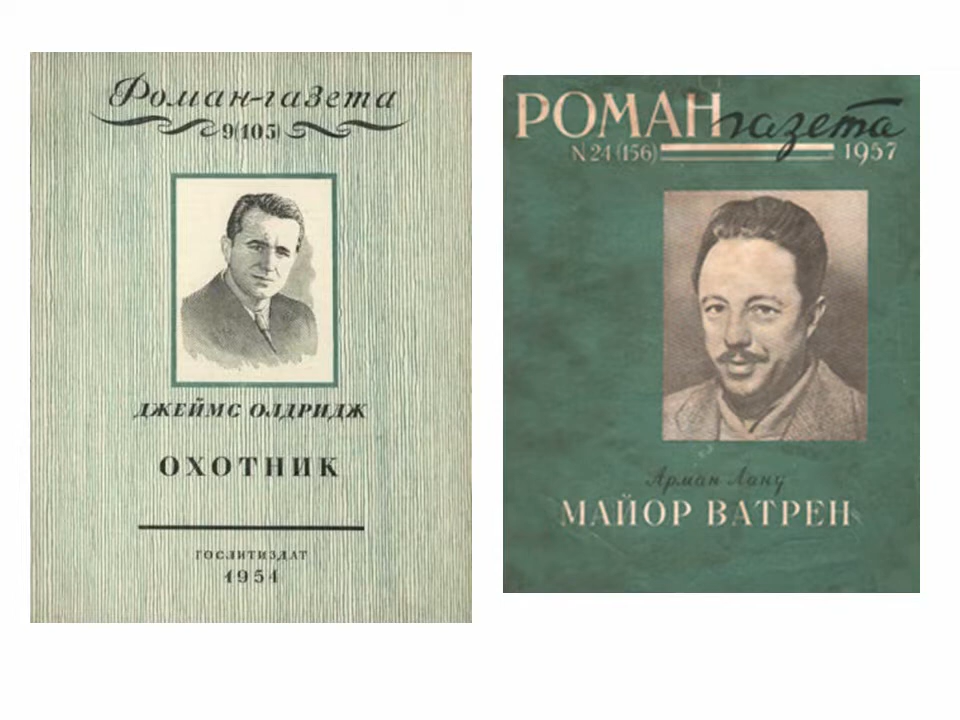 Роман-газета
9(105)
ДЖЕЙМС ОЛДРИДЖ
ОХОТНИК
ГОСЛИТИЗДАТ
1954
РОМАН газета
N 24 (156) 1957
Арман Лану
МАЙОР ВАТРЕН